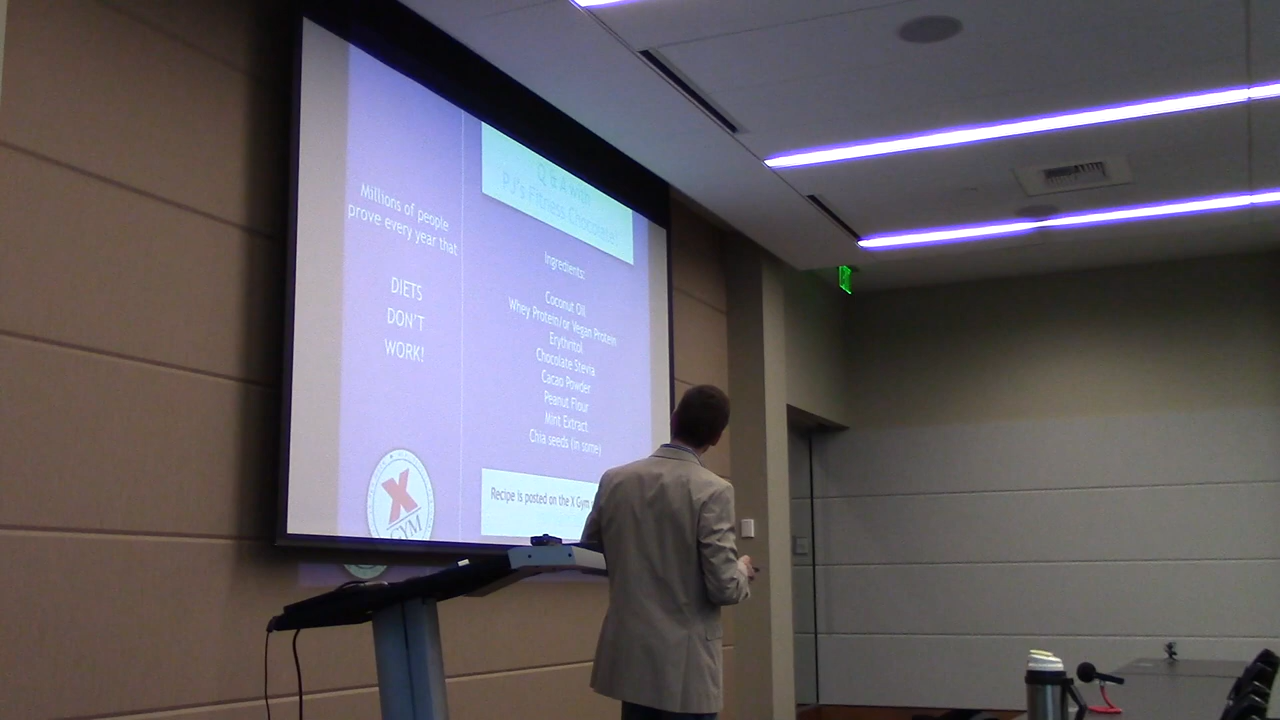 Millions of people
prove every year that
DIETS
DON'T
WORK!
Q & A With
PJ's Fitness Chocolate!
Ingredients:
Coconut Oil
Whey Protein/or Vegan Protein
Erythritol
Chocolate Stevia
Cacao Powder
Peanut Flour
Mint Extract
Chia seeds (in some)
Recipe is posted on the X Gym
X
GYM